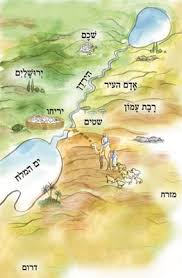 שכם
ירושלים
הירדן
אדם העיר
רבת עמון
יריחו
שטים
ים המלח
מזרח
דרום